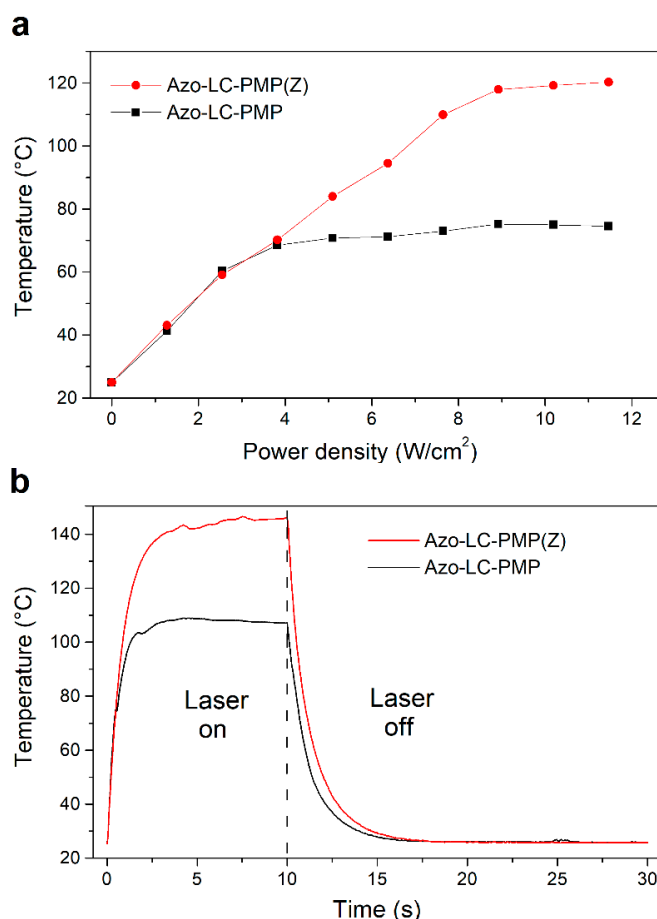 a
Azo-LC-PMP(Z)
Azo-LC-PMP
Temperature (°C)
120
100
80
60
40
20
0
2
4
6
8
10
12
Power density (W/cm²)
b
Azo-LC-PMP(Z)
Azo-LC-PMP
Laser on
Laser off
Temperature (°C)
140
120
100
80
60
40
20
0
5
10
15
20
25
30
Time (s)